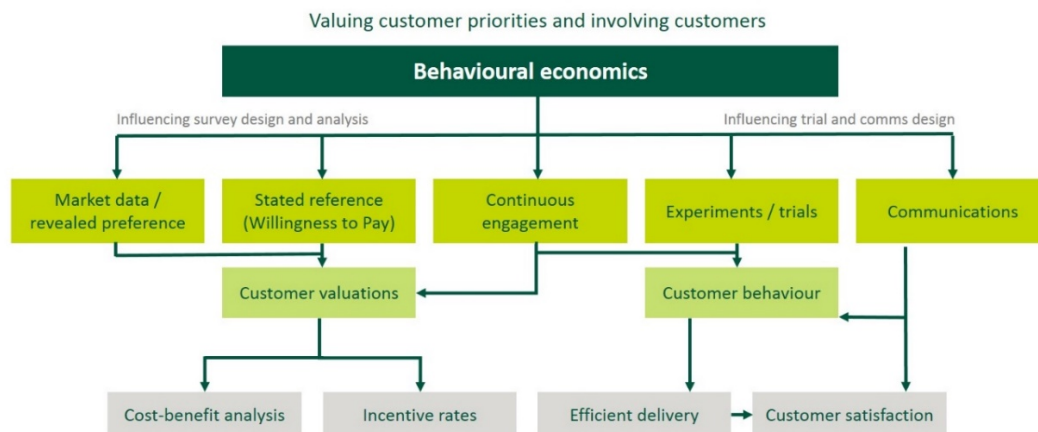 Valuing customer priorities and involving customers
Behavioural economics
Influencing survey design and analysis
Influencing trial and comms design
Market data /
revealed preference
Stated reference
(Willingness to Pay)
Continuous
engagement
Experiments / trials
Communications
Customer valuations
Customer behaviour
Cost-benefit analysis
Incentive rates
Efficient delivery
Customer satisfaction